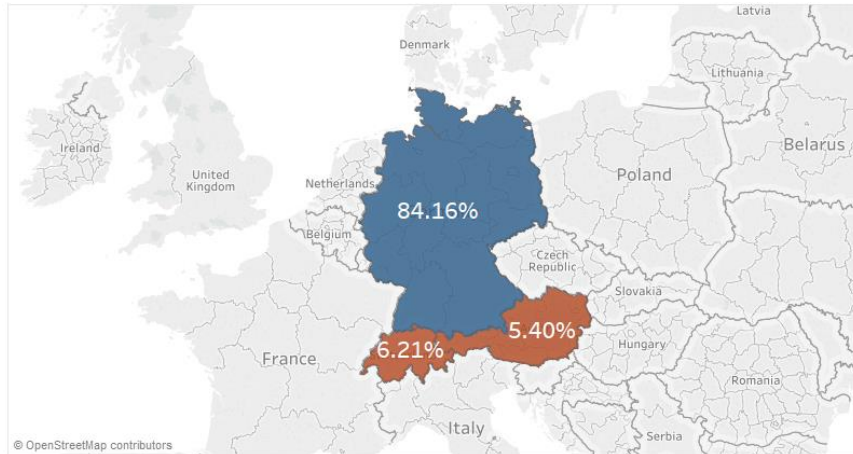 Latvia
Denmark
Lithuania
Ireland
United
Kingdom
Belarus
Netherlands
Poland
84.16%
Belgium
Czech
Republic
Slovakia
5.40%
6.21%
Hungary
France
Romania
Italy
Serbia
© OpenStreetMap contributors